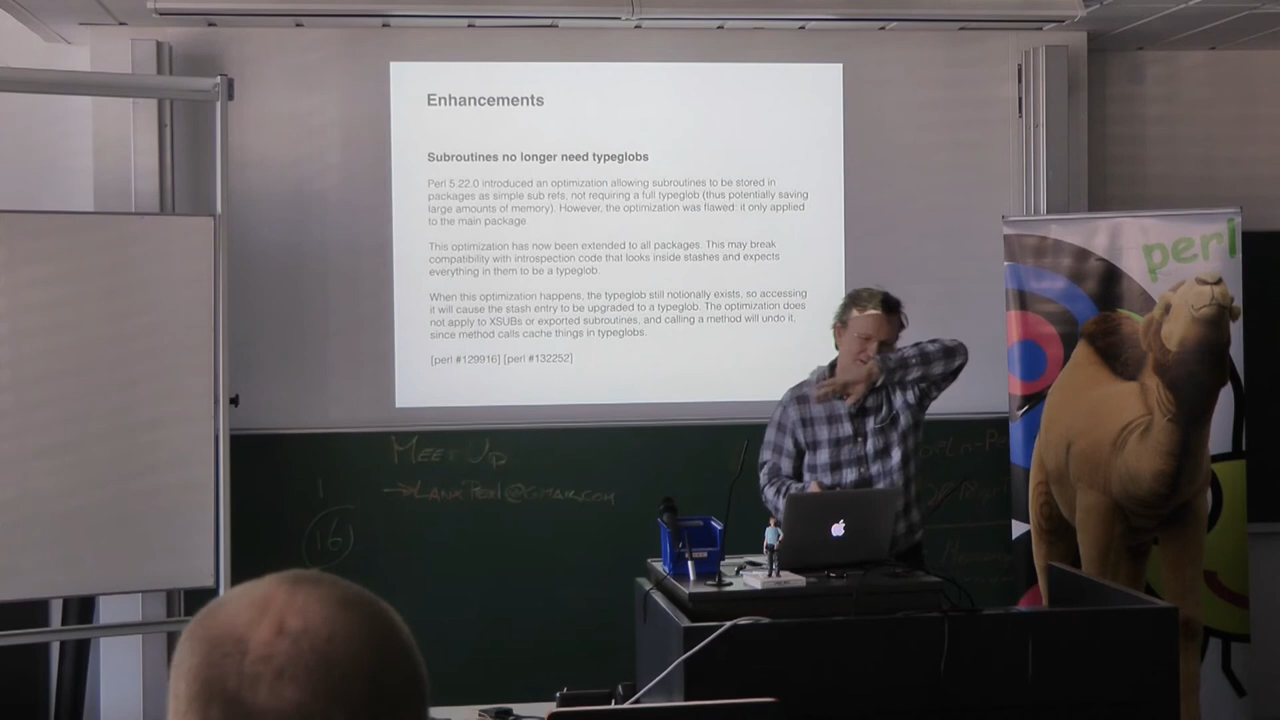 Enhancements
Subroutines no longer need typeglobs
Perl 5.22.0 introduced an optimization allowing subroutines to be stored in
packages as simple sub refs, not requiring a full typeglob (thus potentially saving
large amounts of memory). However, the optimization was flawed: it only applied
to the main package
This optimization has now been extended to all packages. This may break
compatibility with introspection code that looks inside stashes and expects
everything in them to be a typeglob.
When this optimization happens, the typeglob still notionally exists, so accessing
it will cause the stash entry to be upgraded to a typeglob. The optimization does
not apply to XSUBs or exported subroutines, and calling a method will undo it,
since method calls cache things in typeglobs.
[perl #129916] [perl #132252]
perl
MEET UP
1
16